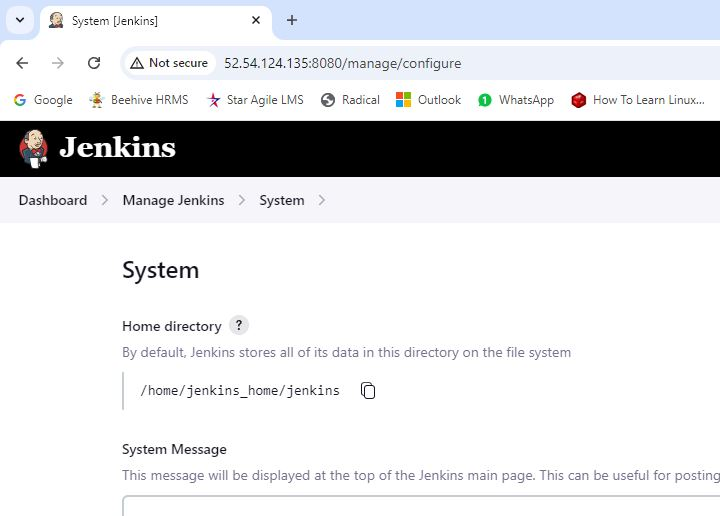 System [Jenkins]
Not secure 52.54.124.135:8080/manage/configure
Google Beehive HRMS Star Agile LMS Radical Outlook WhatsApp How To Learn Linux...
Jenkins
Dashboard Manage Jenkins System
System
Home directory ?
By default, Jenkins stores all of its data in this directory on the file system
/home/jenkins_home/jenkins
System Message
This message will be displayed at the top of the Jenkins main page. This can be useful for posting